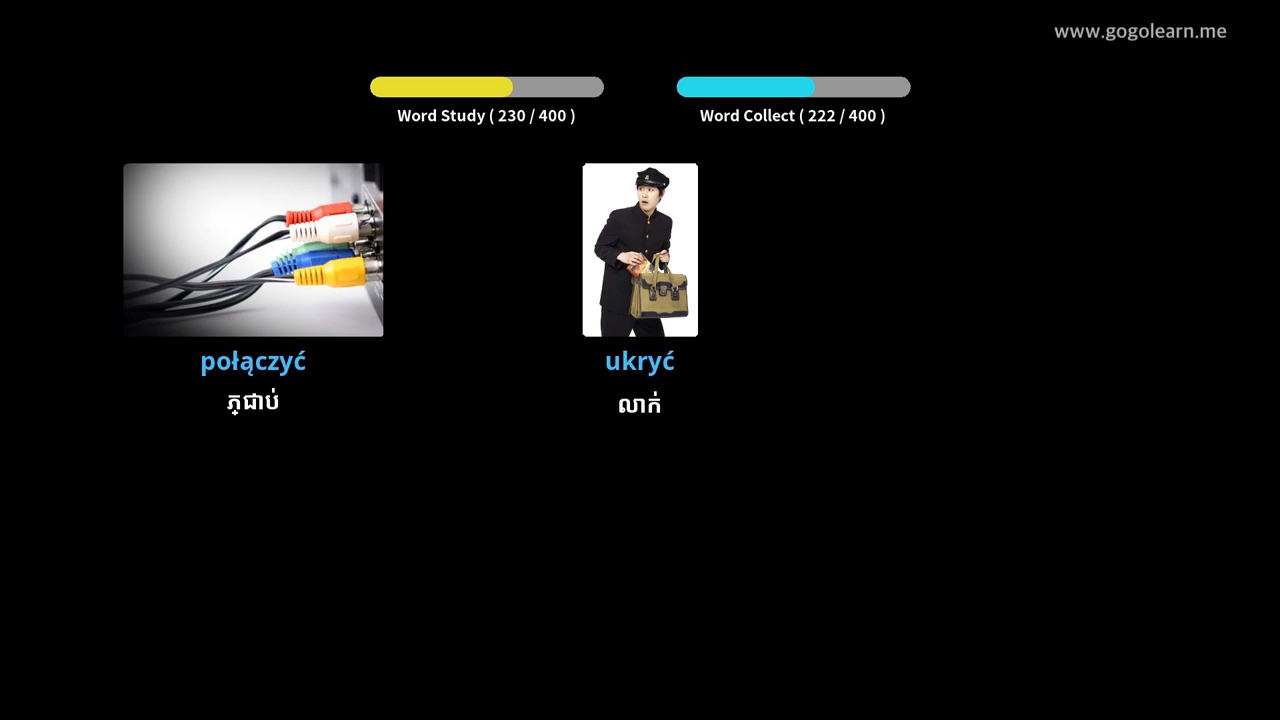 www.gogolearn.me
Word Study ( 230 / 400 )
Word Collect ( 222 / 400 )
połączyć
ភ្ជាប់
ukryć
លាក់